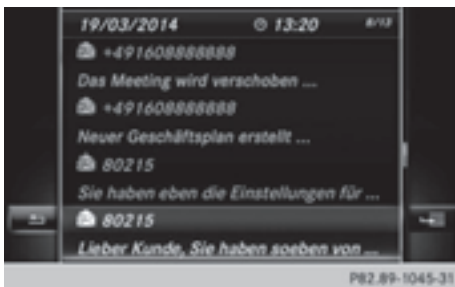 19/03/2014 13:20 8/13
+491608888888
Das Meeting wird verschoben ...
+491608888888
Neuer Geschäftsplan erstellt ...
80215
Sie haben eben die Einstellungen für ...
80215
Lieber Kunde, Sie haben soeben von ...
P82.89-1045-31